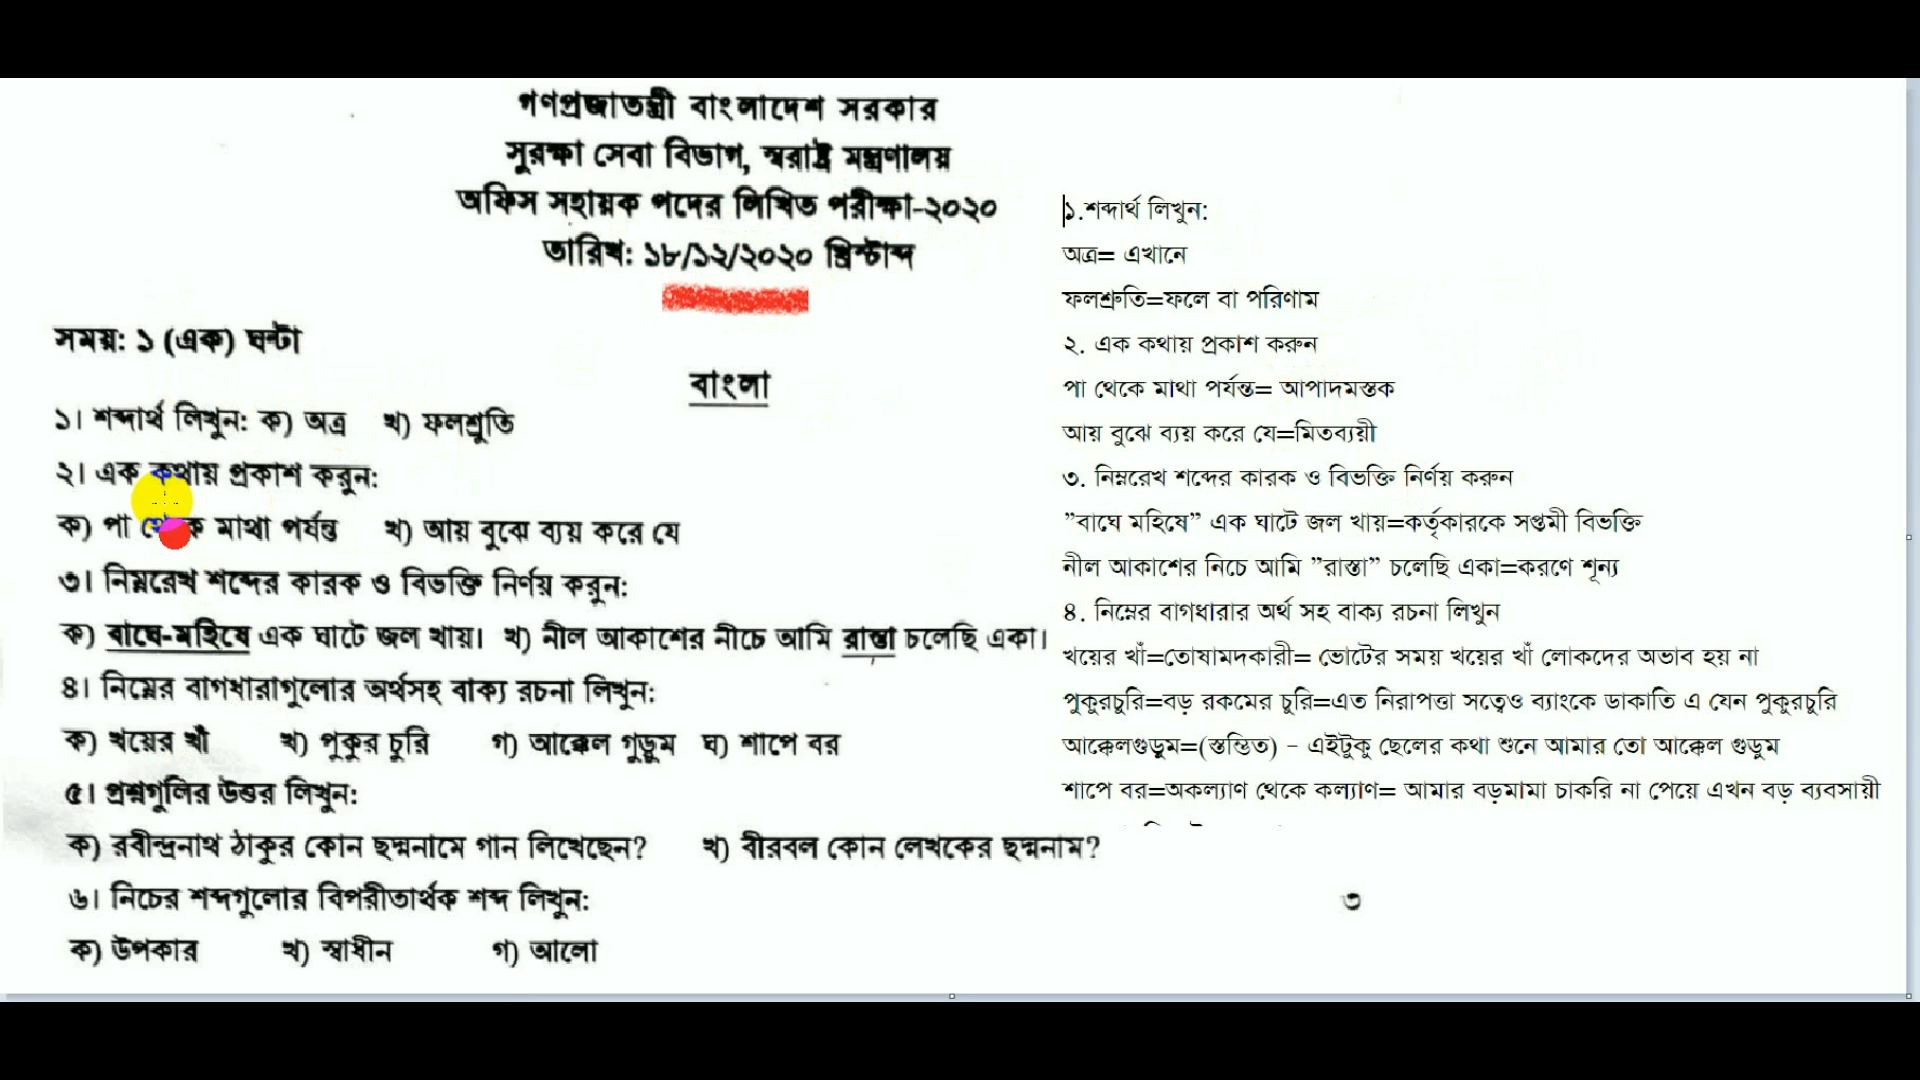 গণপ্রজাতন্ত্রী বাংলাদেশ সরকার
সুরক্ষা সেবা বিভাগ, স্বরাষ্ট্র মন্ত্রণালয়
অফিস সহায়ক পদের লিখিত পরীক্ষা-২০২০
তারিখ: ১৮/১২/২০২০ খ্রিস্টাব্দ
সময়: ১ (এক) ঘন্টা
বাংলা
১। শব্দার্থ লিখুন: ক) অত্র খ) ফলশ্রুতি
২। এক কথায় প্রকাশ করুন:
ক) পা থেকে মাথা পর্যন্ত খ) আয় বুঝে ব্যয় করে যে
৩। নিম্নরেখ শব্দের কারক ও বিভক্তি নির্ণয় করুন:
ক) বাঘে-মহিষে এক ঘাটে জল খায়। খ) নীল আকাশের নীচে আমি রাস্তা চলেছি একা।
৪। নিম্নের বাগধারাগুলোর অর্থসহ বাক্য রচনা লিখুন:
ক) খয়ের খাঁ খ) পুকুর চুরি গ) আক্কেল গুড়ুম ঘ) শাপে বর
৫। প্রশ্নগুলির উত্তর লিখুন:
ক) রবীন্দ্রনাথ ঠাকুর কোন ছদ্মনামে গান লিখেছেন? খ) বীরবল কোন লেখকের ছদ্মনাম?
৬। নিচের শব্দগুলোর বিপরীতার্থক শব্দ লিখুন:
ক) উপকার খ) স্বাধীন গ) আলো
১.শব্দার্থ লিখুন:
অত্র= এখানে
ফলশ্রুতি=ফলে বা পরিণাম
২. এক কথায় প্রকাশ করুন
পা থেকে মাথা পর্যন্ত= আপাদমস্তক
আয় বুঝে ব্যয় করে যে=মিতব্যয়ী
৩. নিম্নরেখ শব্দের কারক ও বিভক্তি নির্ণয় করুন
”বাঘে মহিষে” এক ঘাটে জল খায়=কর্তৃকারকে সপ্তমী বিভক্তি
নীল আকাশের নিচে আমি ”রাস্তা” চলেছি একা=করণে শূন্য
৪. নিম্নের বাগধারার অর্থ সহ বাক্য রচনা লিখুন
খয়ের খাঁ=তোষামদকারী= ভোটের সময় খয়ের খাঁ লোকদের অভাব হয় না
পুকুরচুরি=বড় রকমের চুরি=এত নিরাপত্তা সত্বেও ব্যাংকে ডাকাতি এ যেন পুকুরচুরি
আক্কেলগুড়ুম=(স্তম্ভিত) - এইটুকু ছেলের কথা শুনে আমার তো আক্কেল গুড়ুম
শাপে বর=অকল্যাণ থেকে কল্যাণ= আমার বড়মামা চাকরি না পেয়ে এখন বড় ব্যবসায়ী
৩